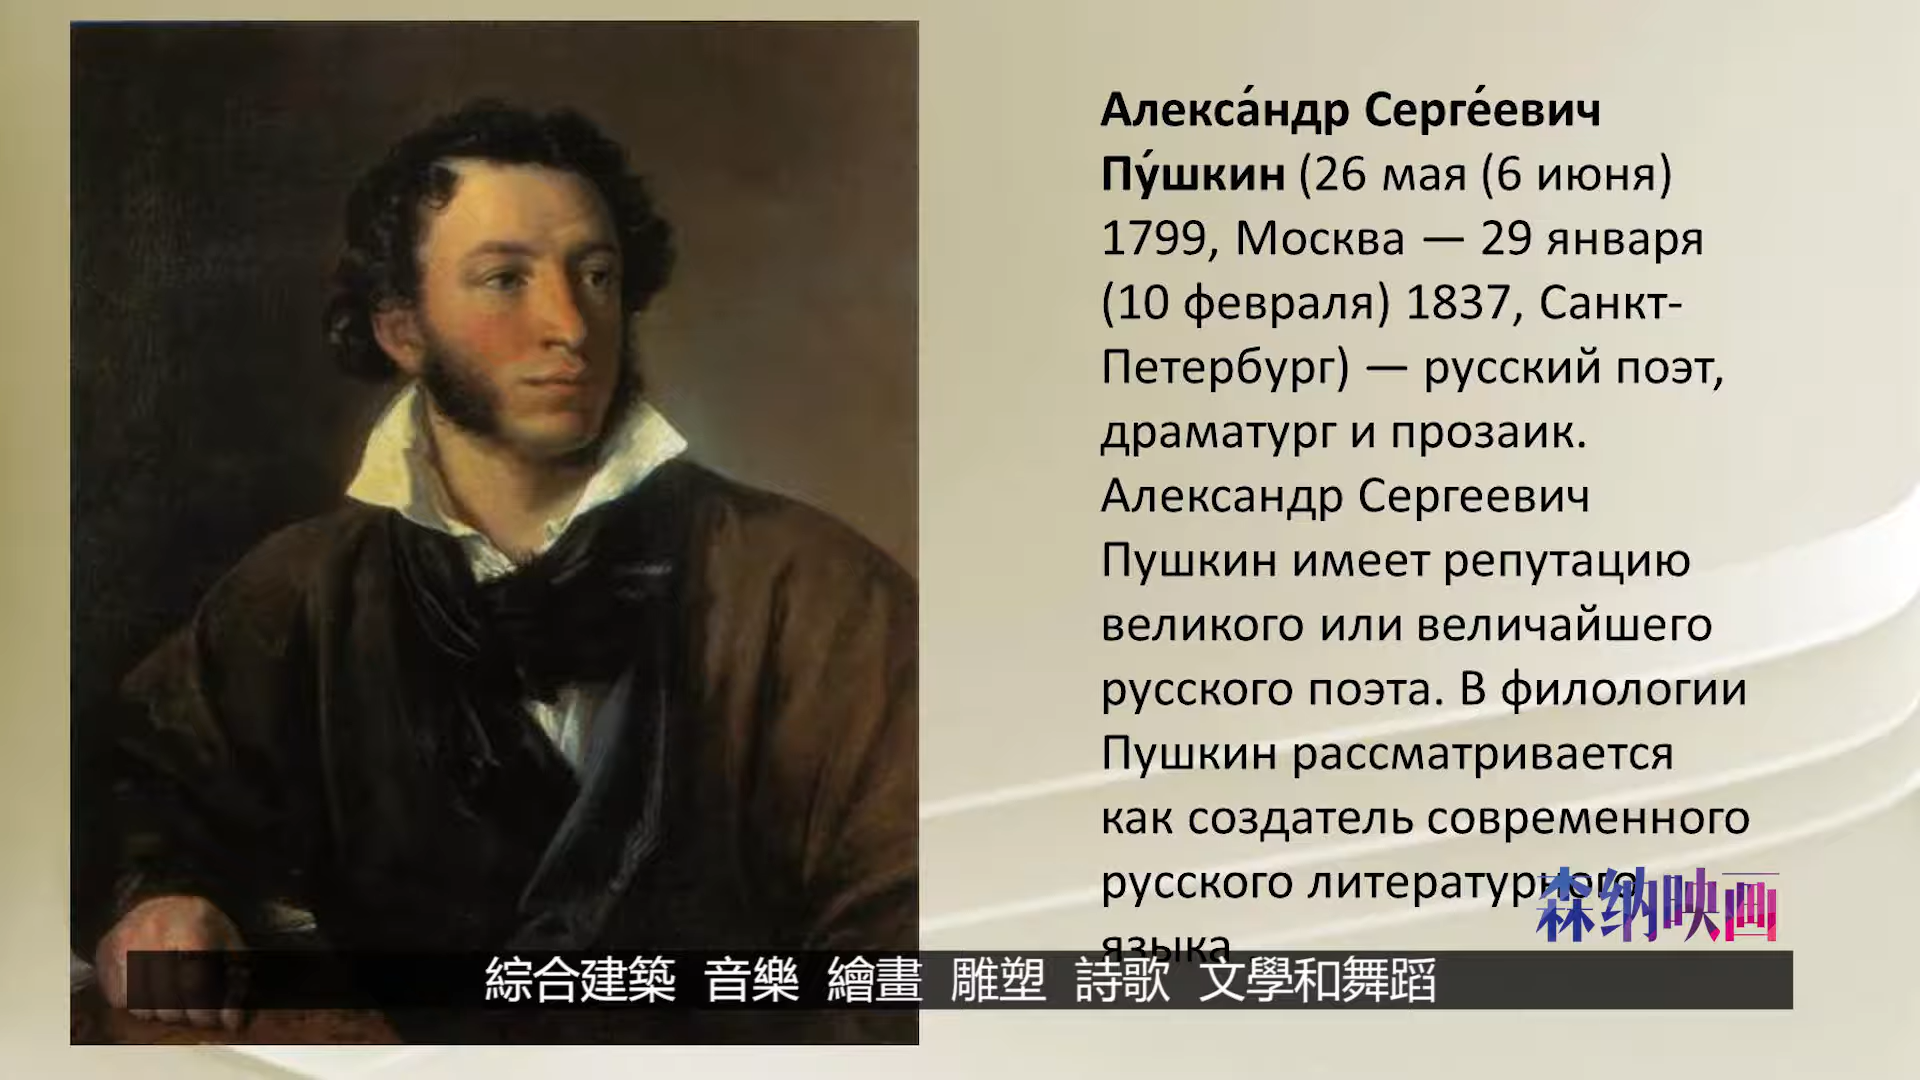 Алекса́ндр Серге́евич
Пу́шкин (26 мая (6 июня)
1799, Москва — 29 января
(10 февраля) 1837, Санкт-
Петербург) — русский поэт,
драматург и прозаик.
Александр Сергеевич
Пушкин имеет репутацию
великого или величайшего
русского поэта. В филологии
Пушкин рассматривается
как создатель современного
русского литературного
языка
森纳映画
綜合建築 音樂 繪畫 雕塑 詩歌 文學和舞蹈